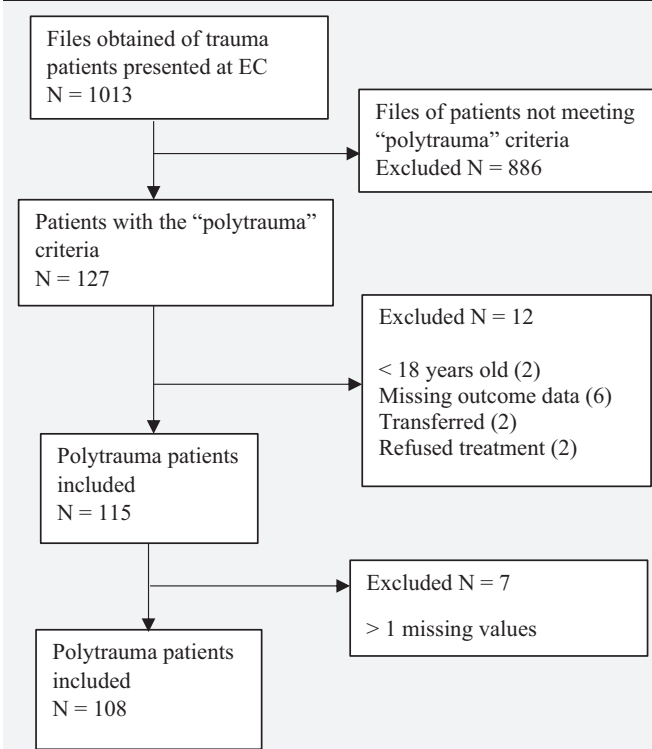 Files obtained of trauma
patients presented at EC
N = 1013
Files of patients not meeting
“polytrauma” criteria
Excluded N = 886
Patients with the “polytrauma”
criteria
N = 127
Excluded N = 12
< 18 years old (2)
Missing outcome data (6)
Transferred (2)
Refused treatment (2)
Polytrauma patients
included
N = 115
Excluded N = 7
> 1 missing values
Polytrauma patients
included
N = 108